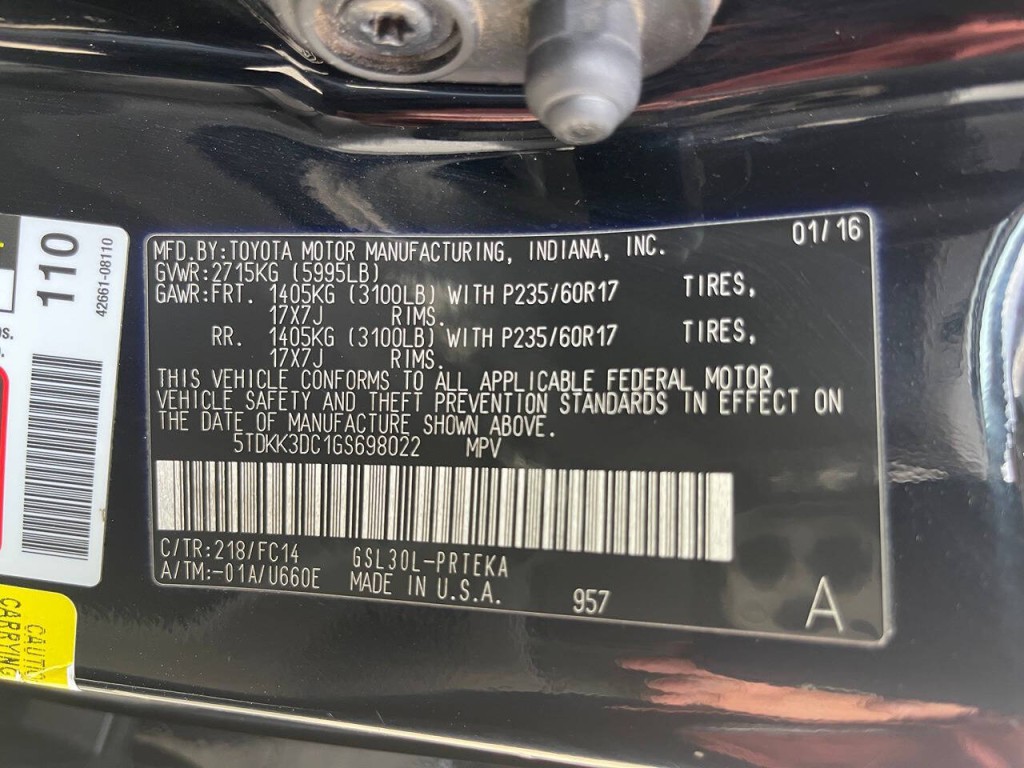 MFD.BY:TOYOTA MOTOR MANUFACTURING, INDIANA, INC. 01/16
GVWR:2715KG (5995LB)
GAWR:FRT. 1405KG (3100LB) WITH P235/60R17 TIRES,
17X7J RIMS.
RR. 1405KG (3100LB) WITH P235/60R17 TIRES,
17X7J RIMS.
THIS VEHICLE CONFORMS TO ALL APPLICABLE FEDERAL MOTOR
VEHICLE SAFETY AND THEFT PREVENTION STANDARDS IN EFFECT ON
THE DATE OF MANUFACTURE SHOWN ABOVE.
5TDKK3DC1GS698022 MPV
C/TR:218/FC14 GSL30L-PRTEKA
A/TM:-01A/U660E MADE IN U.S.A. 957 A
110
42661-08110
CARRYING